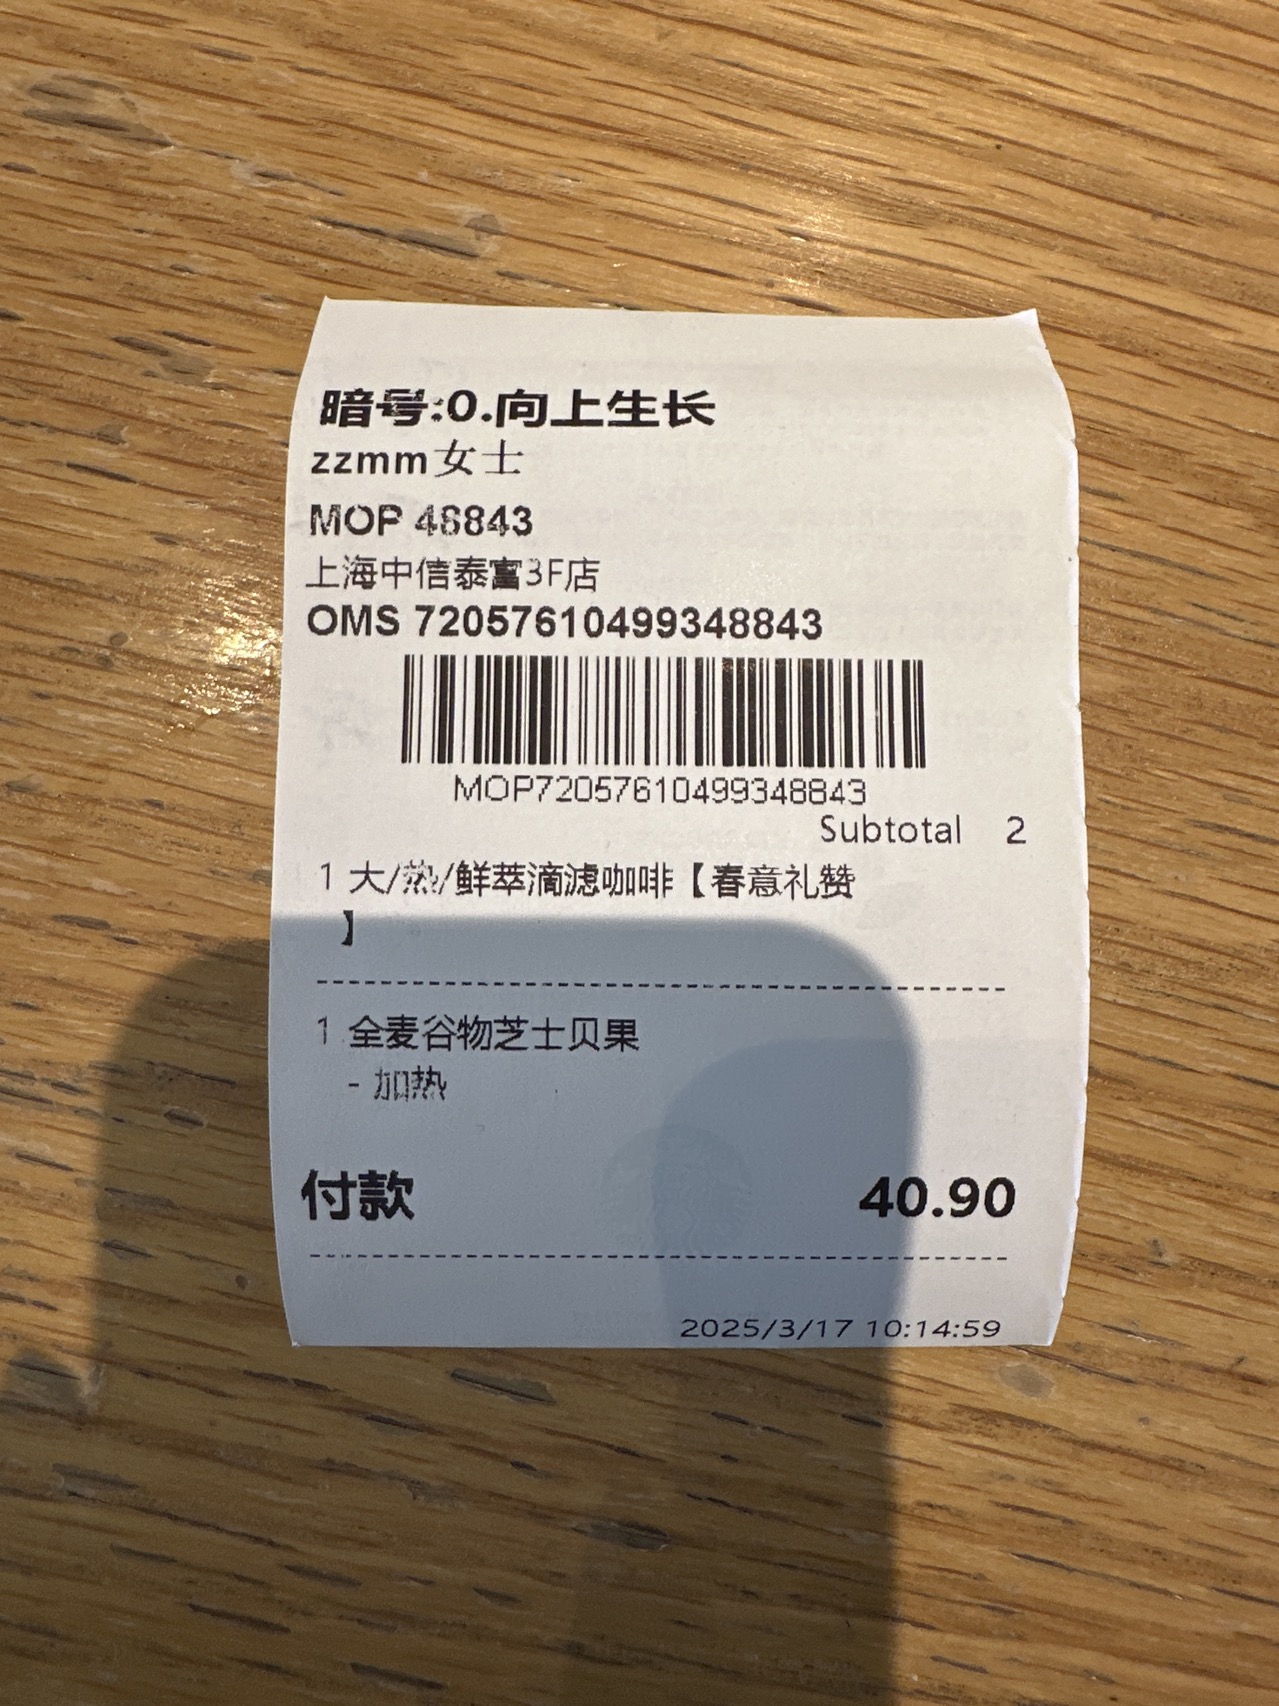 暗号:0.向上生长
zzmm女士
MOP 48843
上海中信泰富3F店
OMS 72057610499348843
MOP72057610499348843
Subtotal 2
1 大/热/鲜萃滴滤咖啡【春意礼赞
】
1 全麦谷物芝士贝果
- 加热
付款 40.90
2025/3/17 10:14:59